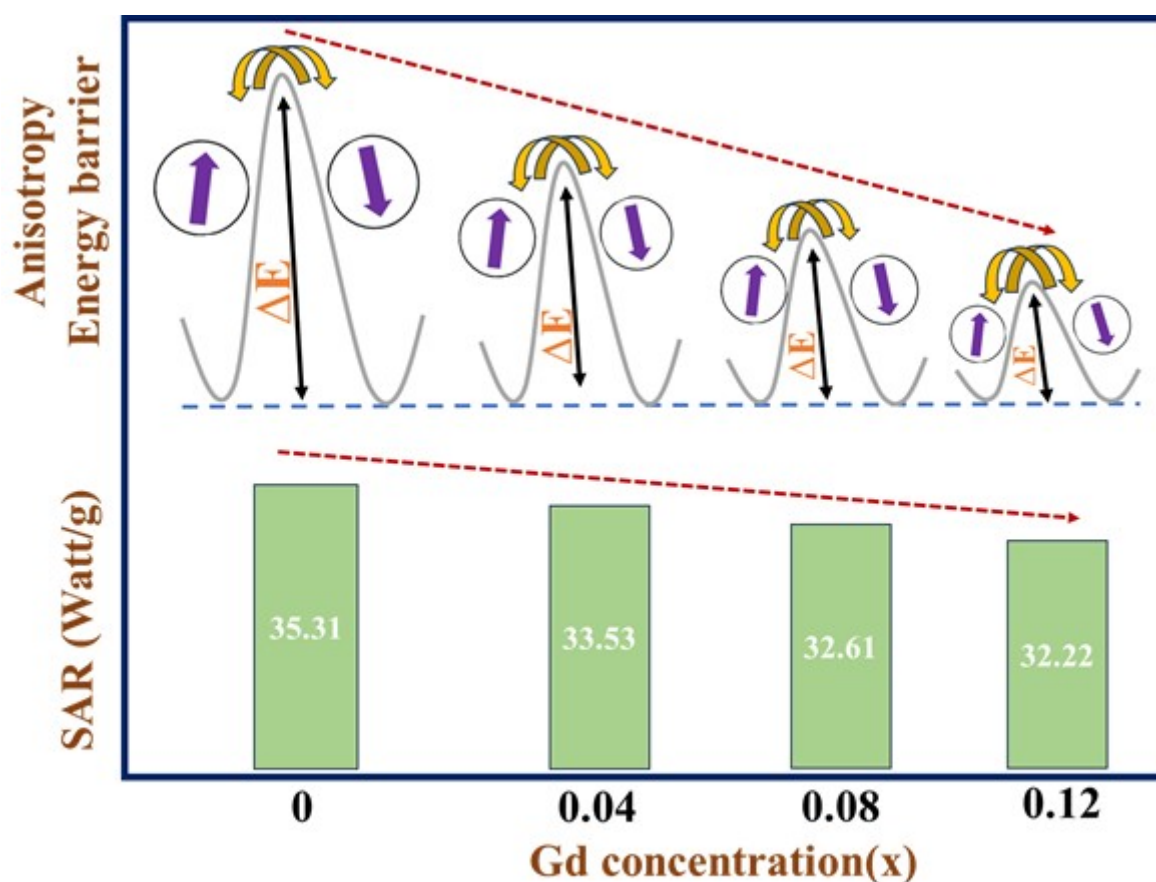 Anisotropy
Energy barrier
ΔE
ΔE
ΔE
ΔE
SAR (Watt/g)
35.31
33.53
32.61
32.22
0
0.04
0.08
0.12
Gd concentration(x)